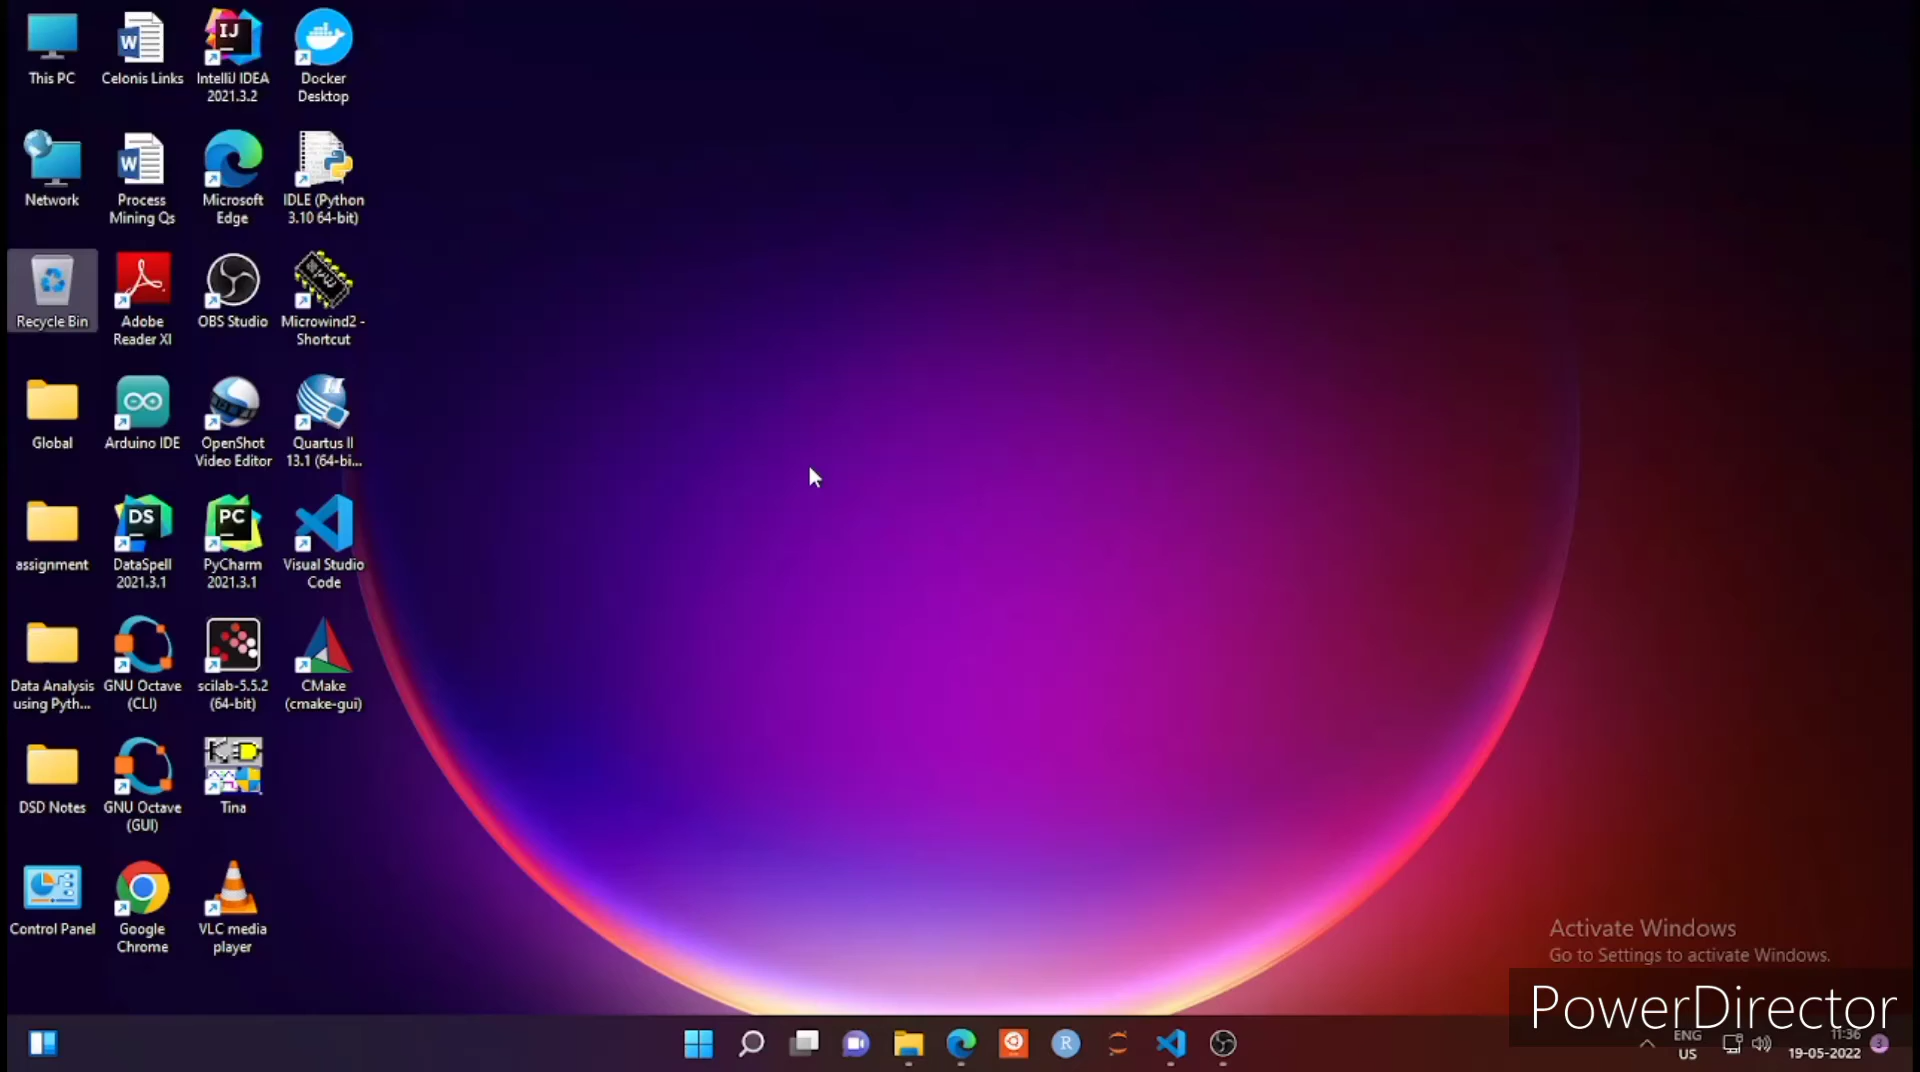 This PC
Celonis Links
IntelliJ IDEA
2021.3.2
Docker
Desktop
Network
Process
Mining Qs
Microsoft
Edge
IDLE (Python
3.10 64-bit)
Recycle Bin
Adobe
Reader XI
OBS Studio
Microwind2 -
Shortcut
Global
Arduino IDE
OpenShot
Video Editor
Quartus II
13.1 (64-bi...
assignment
DataSpell
2021.3.1
PyCharm
2021.3.1
Visual Studio
Code
Data Analysis
using Pyth...
GNU Octave
(CLI)
scilab-5.5.2
(64-bit)
CMake
(cmake-gui)
DSD Notes
GNU Octave
(GUI)
Tina
Control Panel
Google
Chrome
VLC media
player
Activate Windows
Go to Settings to activate Windows.
PowerDirector
ENG
US
11:36
19-05-2022
3